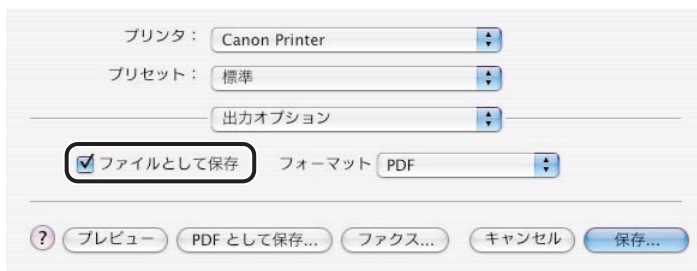 プリンタ： Canon Printer
プリセット： 標準
出力オプション
ファイルとして保存 フォーマット PDF
? プレビュー PDF として保存... ファクス... キャンセル 保存...